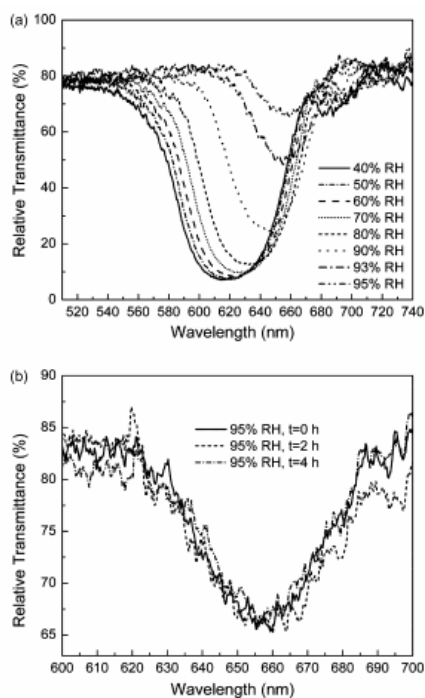 (a)
100
80
60
40
20
0
Relative Transmittance (%)
40% RH
50% RH
60% RH
70% RH
80% RH
90% RH
93% RH
95% RH
520 540 560 580 600 620 640 660 680 700 720 740
Wavelength (nm)
(b)
90
85
80
75
70
65
Relative Transmittance (%)
95% RH, t=0 h
95% RH, t=2 h
95% RH, t=4 h
600 610 620 630 640 650 660 670 680 690 700
Wavelength (nm)